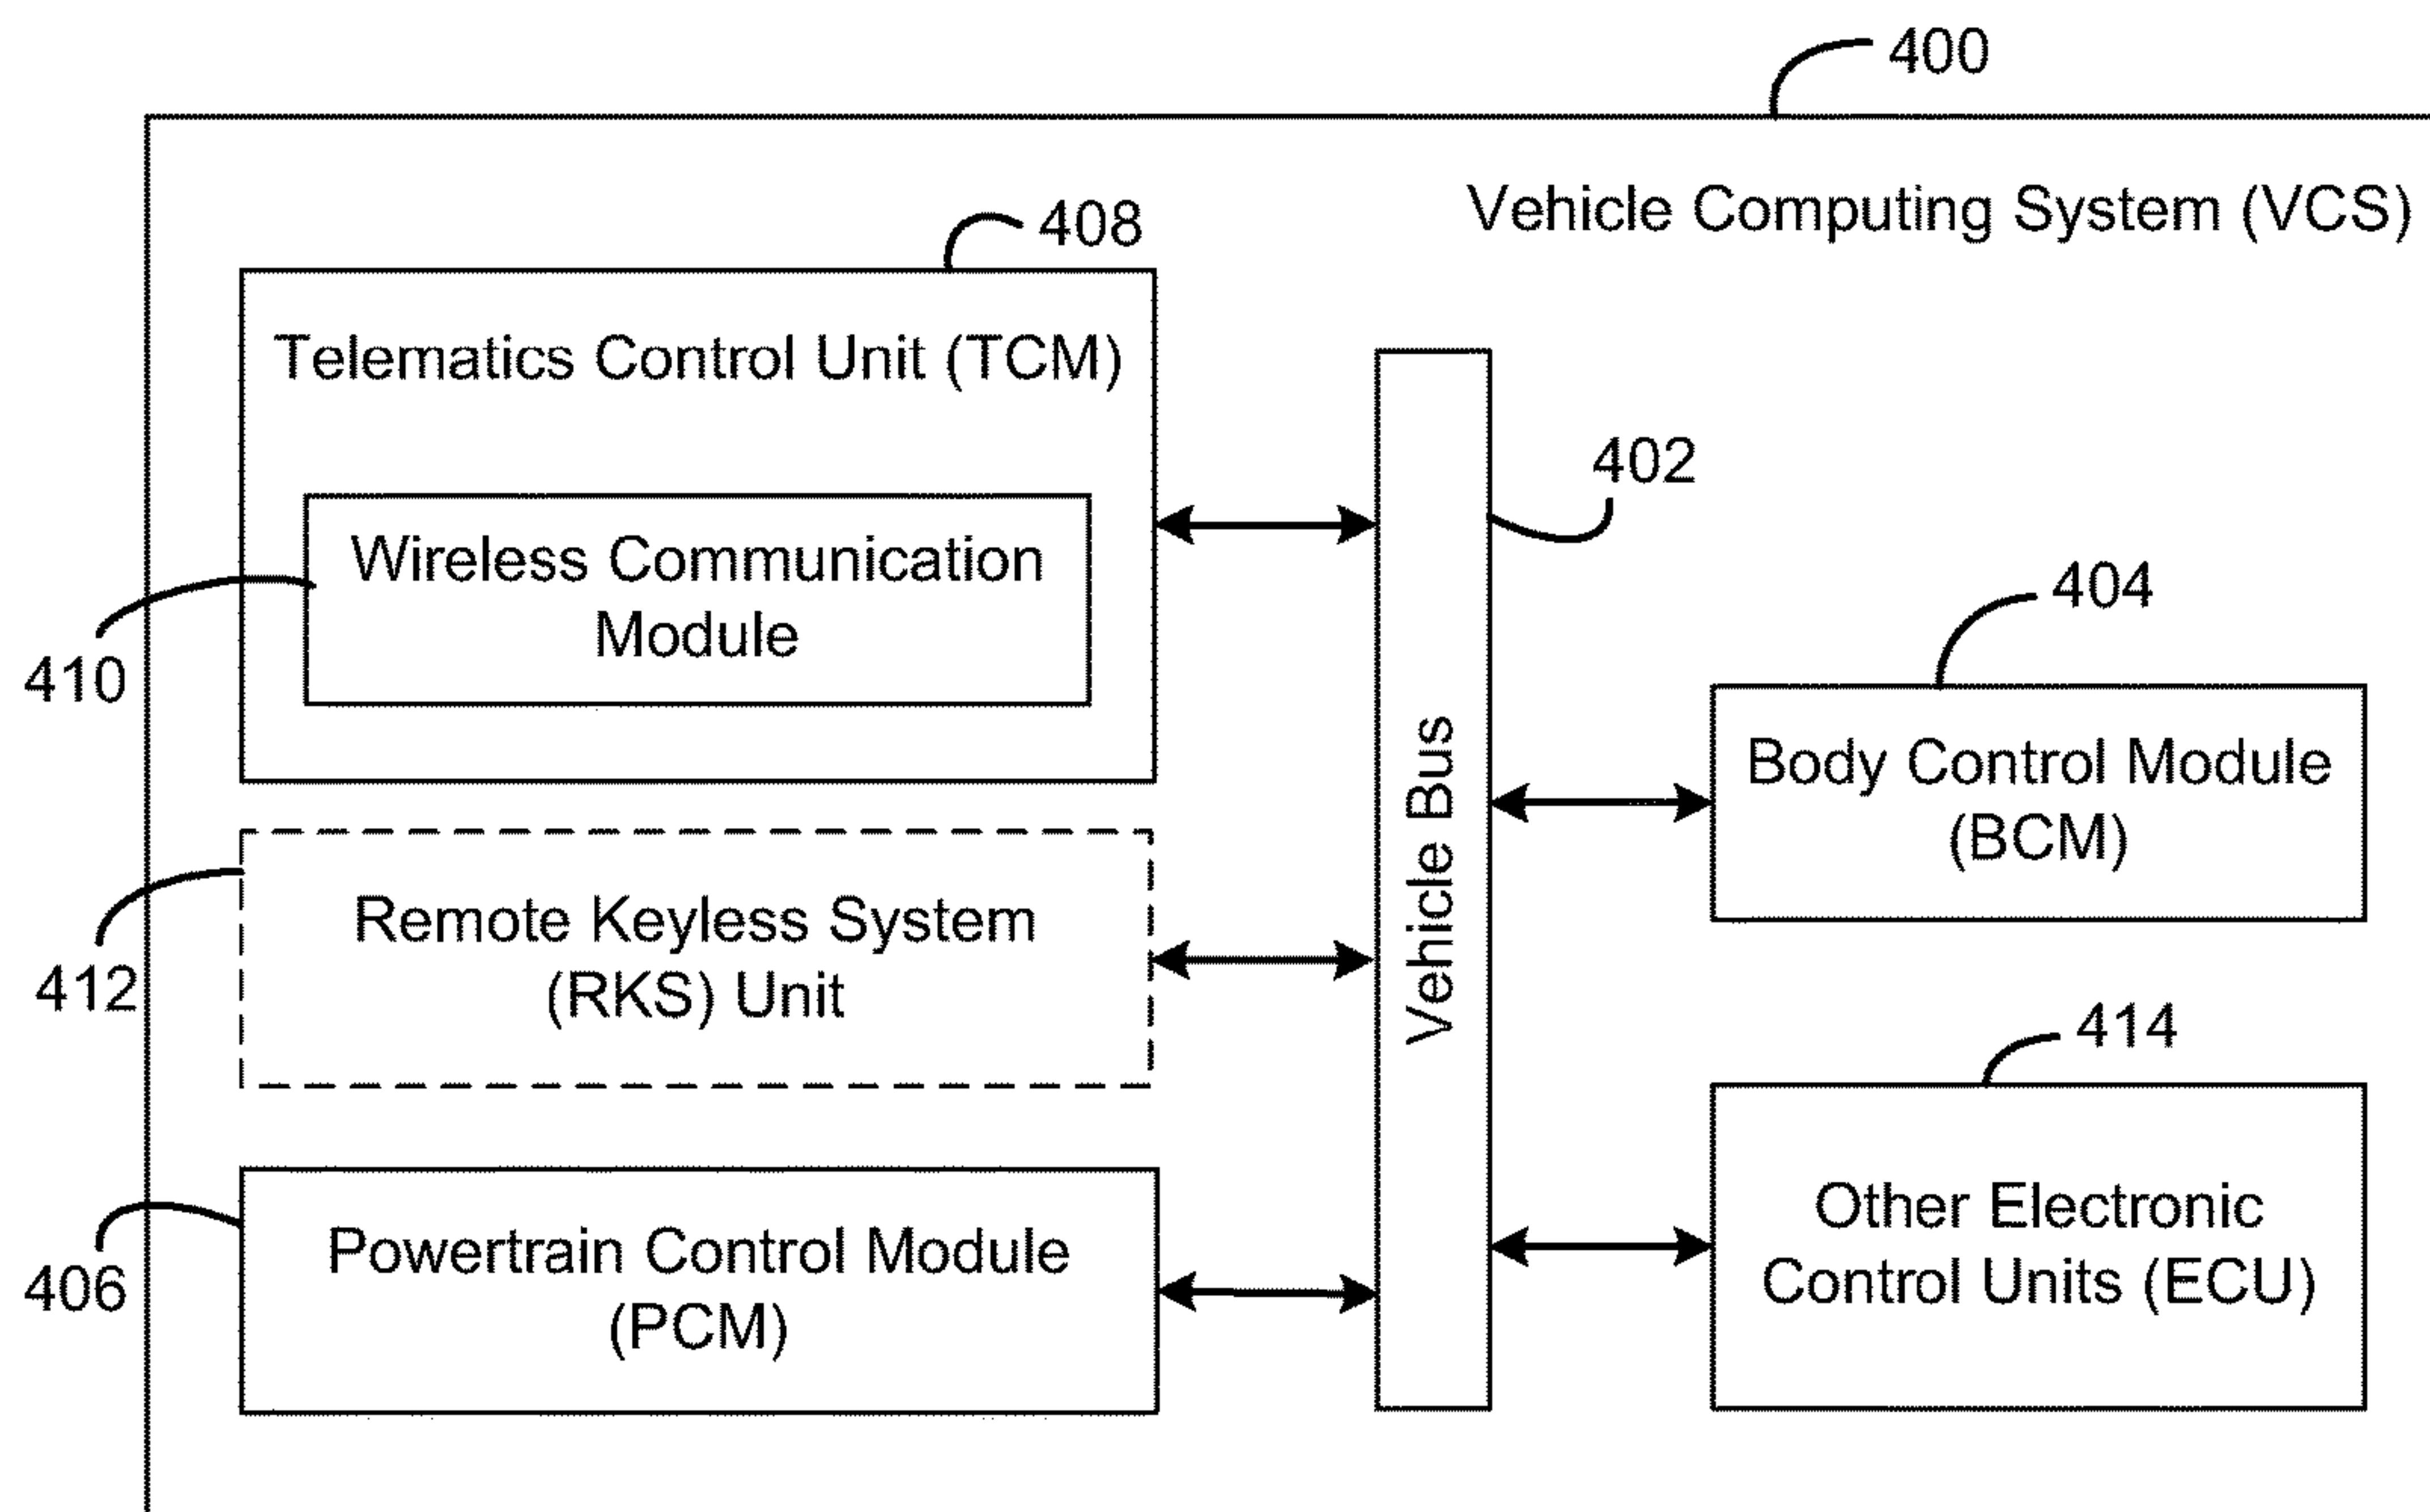 400
Vehicle Computing System (VCS)
408
Telematics Control Unit (TCM)
Wireless Communication
Module
410
402
404
Vehicle Bus
Body Control Module
(BCM)
Remote Keyless System
(RKS) Unit
412
414
Other Electronic
Control Units (ECU)
Powertrain Control Module
(PCM)
406